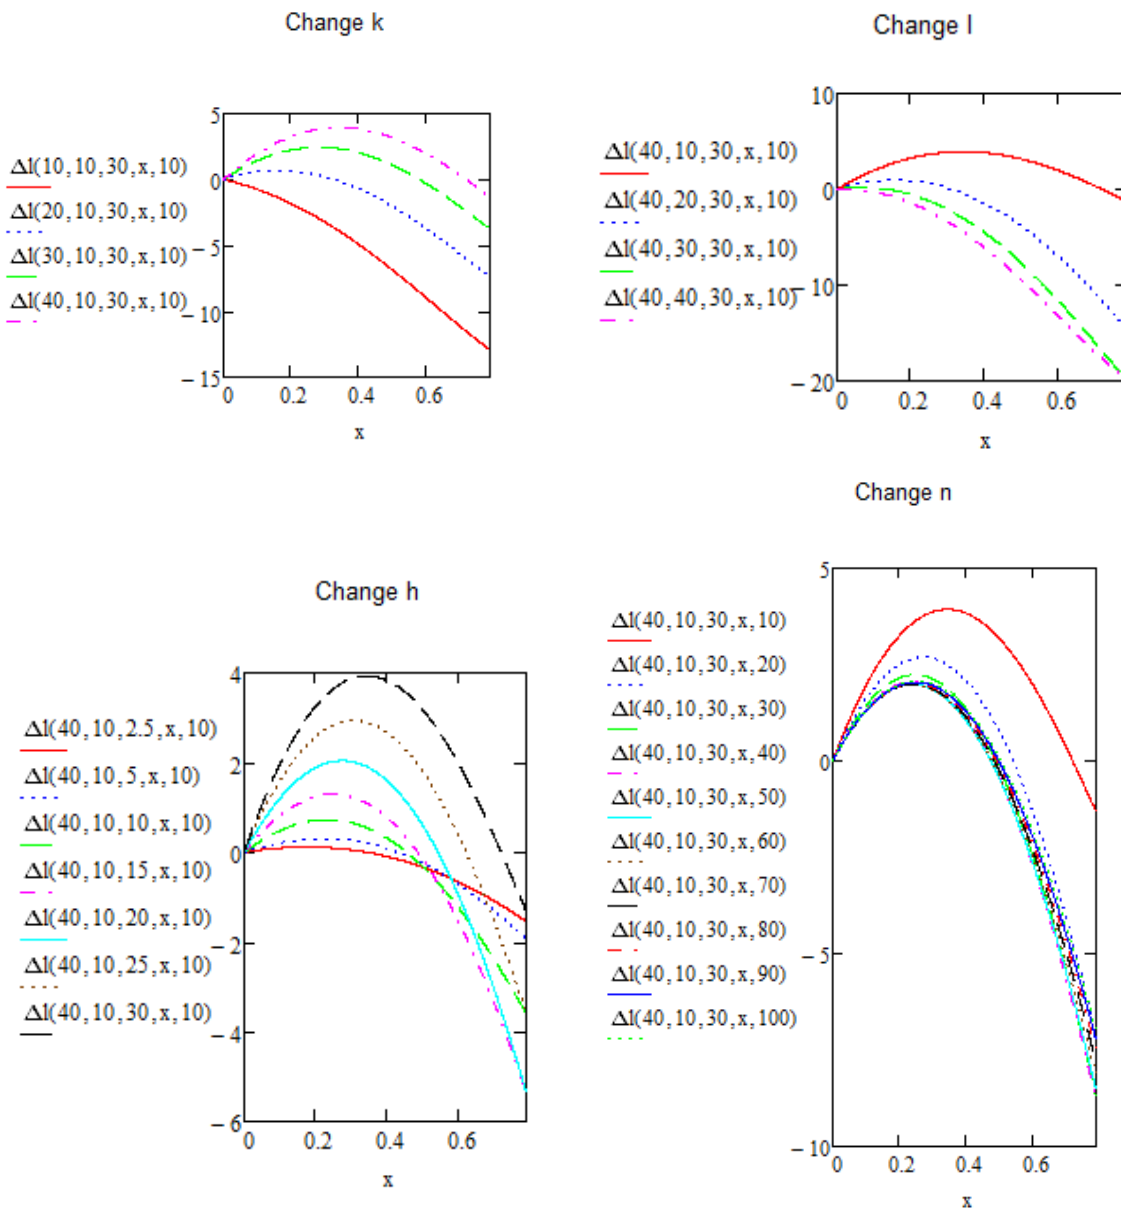 Change k
5
0
−5
−10
−15
Δl(10,10,30,x,10)
Δl(20,10,30,x,10)
Δl(30,10,30,x,10)
Δl(40,10,30,x,10)
0 0.2 0.4 0.6
x
Change l
10
0
−10
−20
Δl(40,10,30,x,10)
Δl(40,20,30,x,10)
Δl(40,30,30,x,10)
Δl(40,40,30,x,10)
0 0.2 0.4 0.6
x
Change h
4
2
0
−2
−4
−6
Δl(40,10,2.5,x,10)
Δl(40,10,5,x,10)
Δl(40,10,10,x,10)
Δl(40,10,15,x,10)
Δl(40,10,20,x,10)
Δl(40,10,25,x,10)
Δl(40,10,30,x,10)
0 0.2 0.4 0.6
x
Change n
5
0
−5
−10
Δl(40,10,30,x,10)
Δl(40,10,30,x,20)
Δl(40,10,30,x,30)
Δl(40,10,30,x,40)
Δl(40,10,30,x,50)
Δl(40,10,30,x,60)
Δl(40,10,30,x,70)
Δl(40,10,30,x,80)
Δl(40,10,30,x,90)
Δl(40,10,30,x,100)
0 0.2 0.4 0.6
x